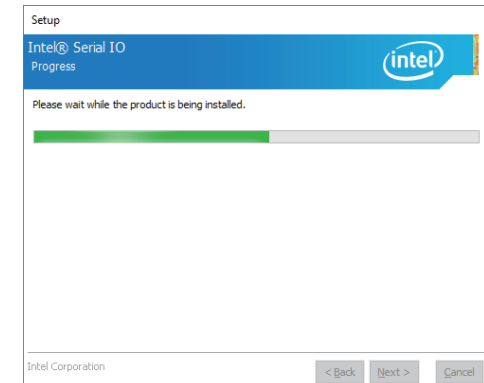 Setup
Intel® Serial IO
Progress
intel
Please wait while the product is being installed.
Intel Corporation
< Back
Next >
Cancel